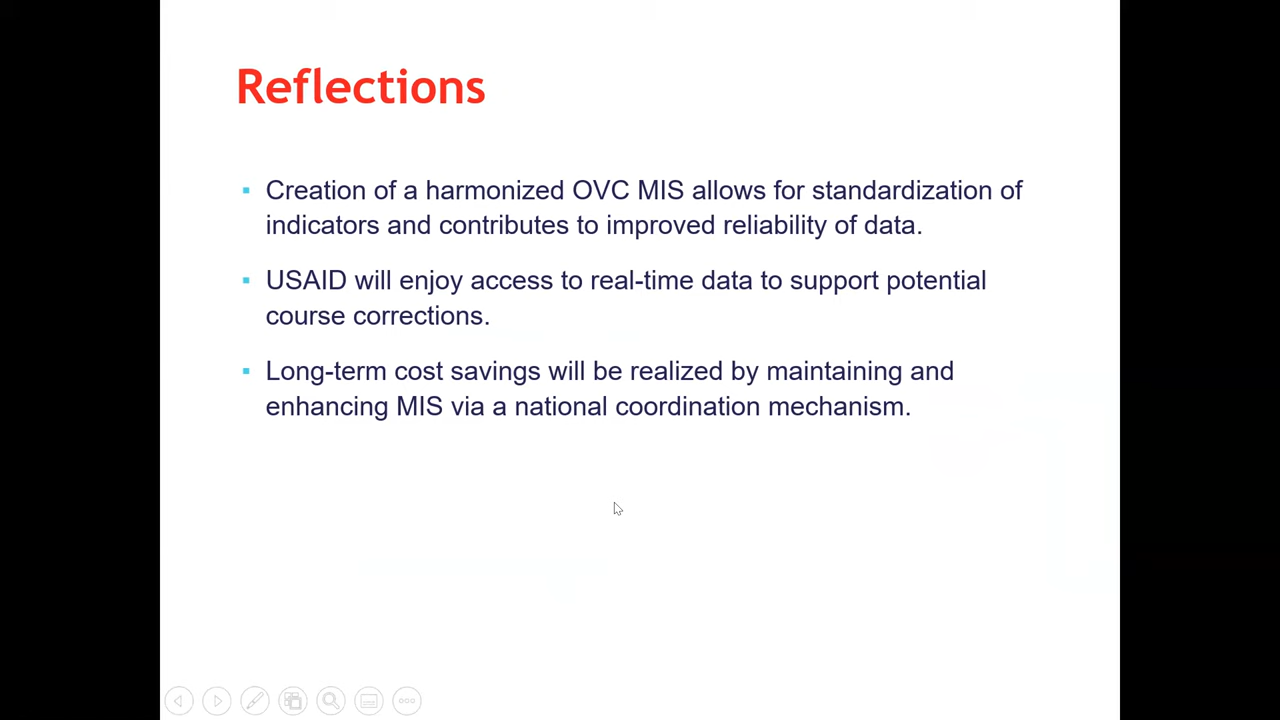 Reflections
Creation of a harmonized OVC MIS allows for standardization of
indicators and contributes to improved reliability of data.
USAID will enjoy access to real-time data to support potential
course corrections.
Long-term cost savings will be realized by maintaining and
enhancing MIS via a national coordination mechanism.